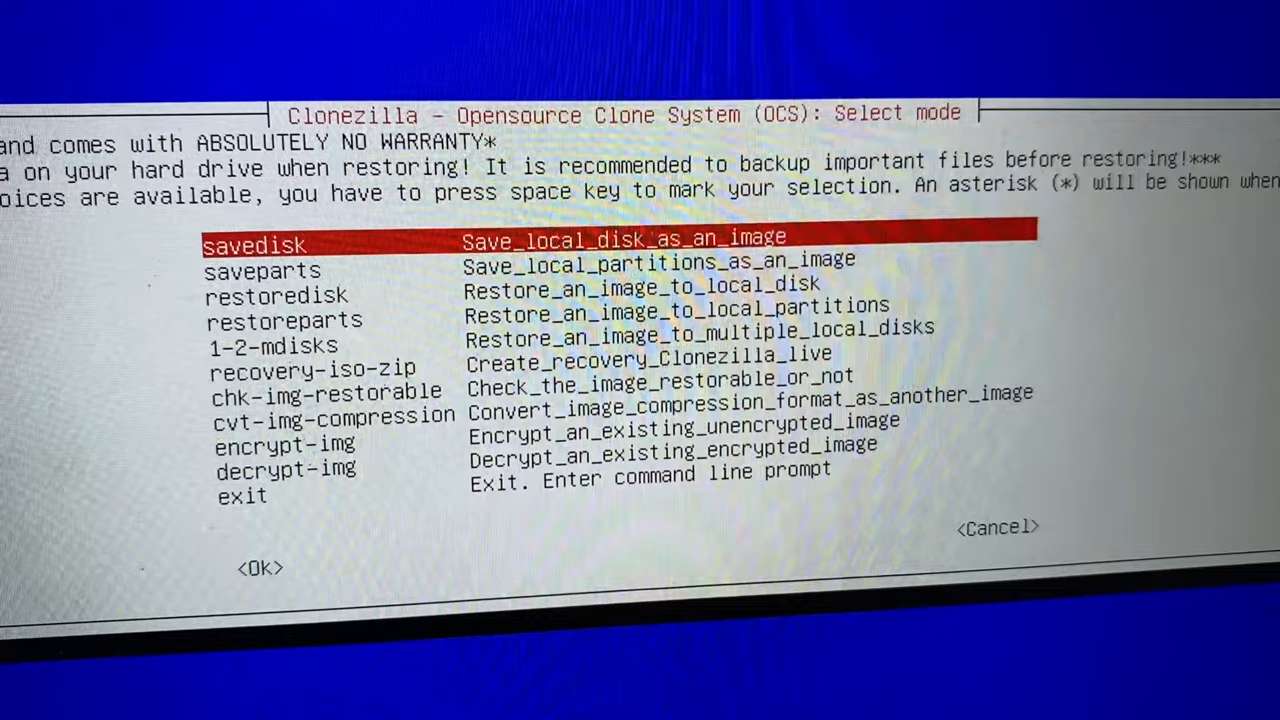 Clonezilla - Opensource Clone System (OCS): Select mode
and comes with ABSOLUTELY NO WARRANTY*
a on your hard drive when restoring! It is recommended to backup important files before restoring!***
oices are available, you have to press space key to mark your selection. An asterisk (*) will be shown when
savedisk Save_local_disk_as_an_image
saveparts Save_local_partitions_as_an_image
restoredisk Restore_an_image_to_local_disk
restoreparts Restore_an_image_to_local_partitions
1-2-mdisks Restore_an_image_to_multiple_local_disks
recovery-iso-zip Create_recovery_Clonezilla_live
chk-img-restorable Check_the_image_restorable_or_not
cvt-img-compression Convert_image_compression_format_as_another_image
encrypt-img Encrypt_an_existing_unencrypted_image
decrypt-img Decrypt_an_existing_encrypted_image
exit Exit. Enter command line prompt
<Ok> <Cancel>